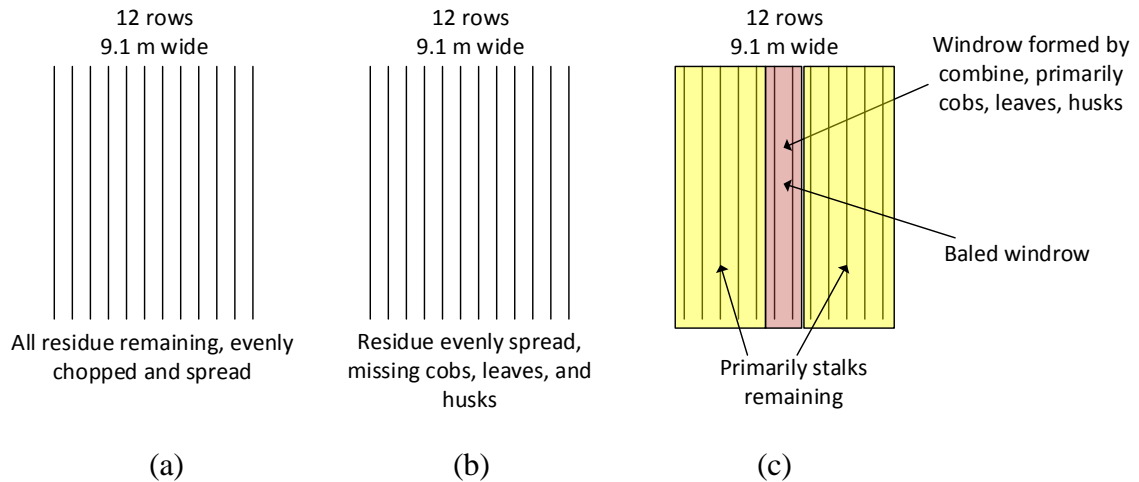 12 rows
9.1 m wide
All residue remaining, evenly
chopped and spread
(a)
12 rows
9.1 m wide
Residue evenly spread,
missing cobs, leaves, and
husks
(b)
12 rows
9.1 m wide
Windrow formed by
combine, primarily
cobs, leaves, husks
Baled windrow
Primarily stalks
remaining
(c)